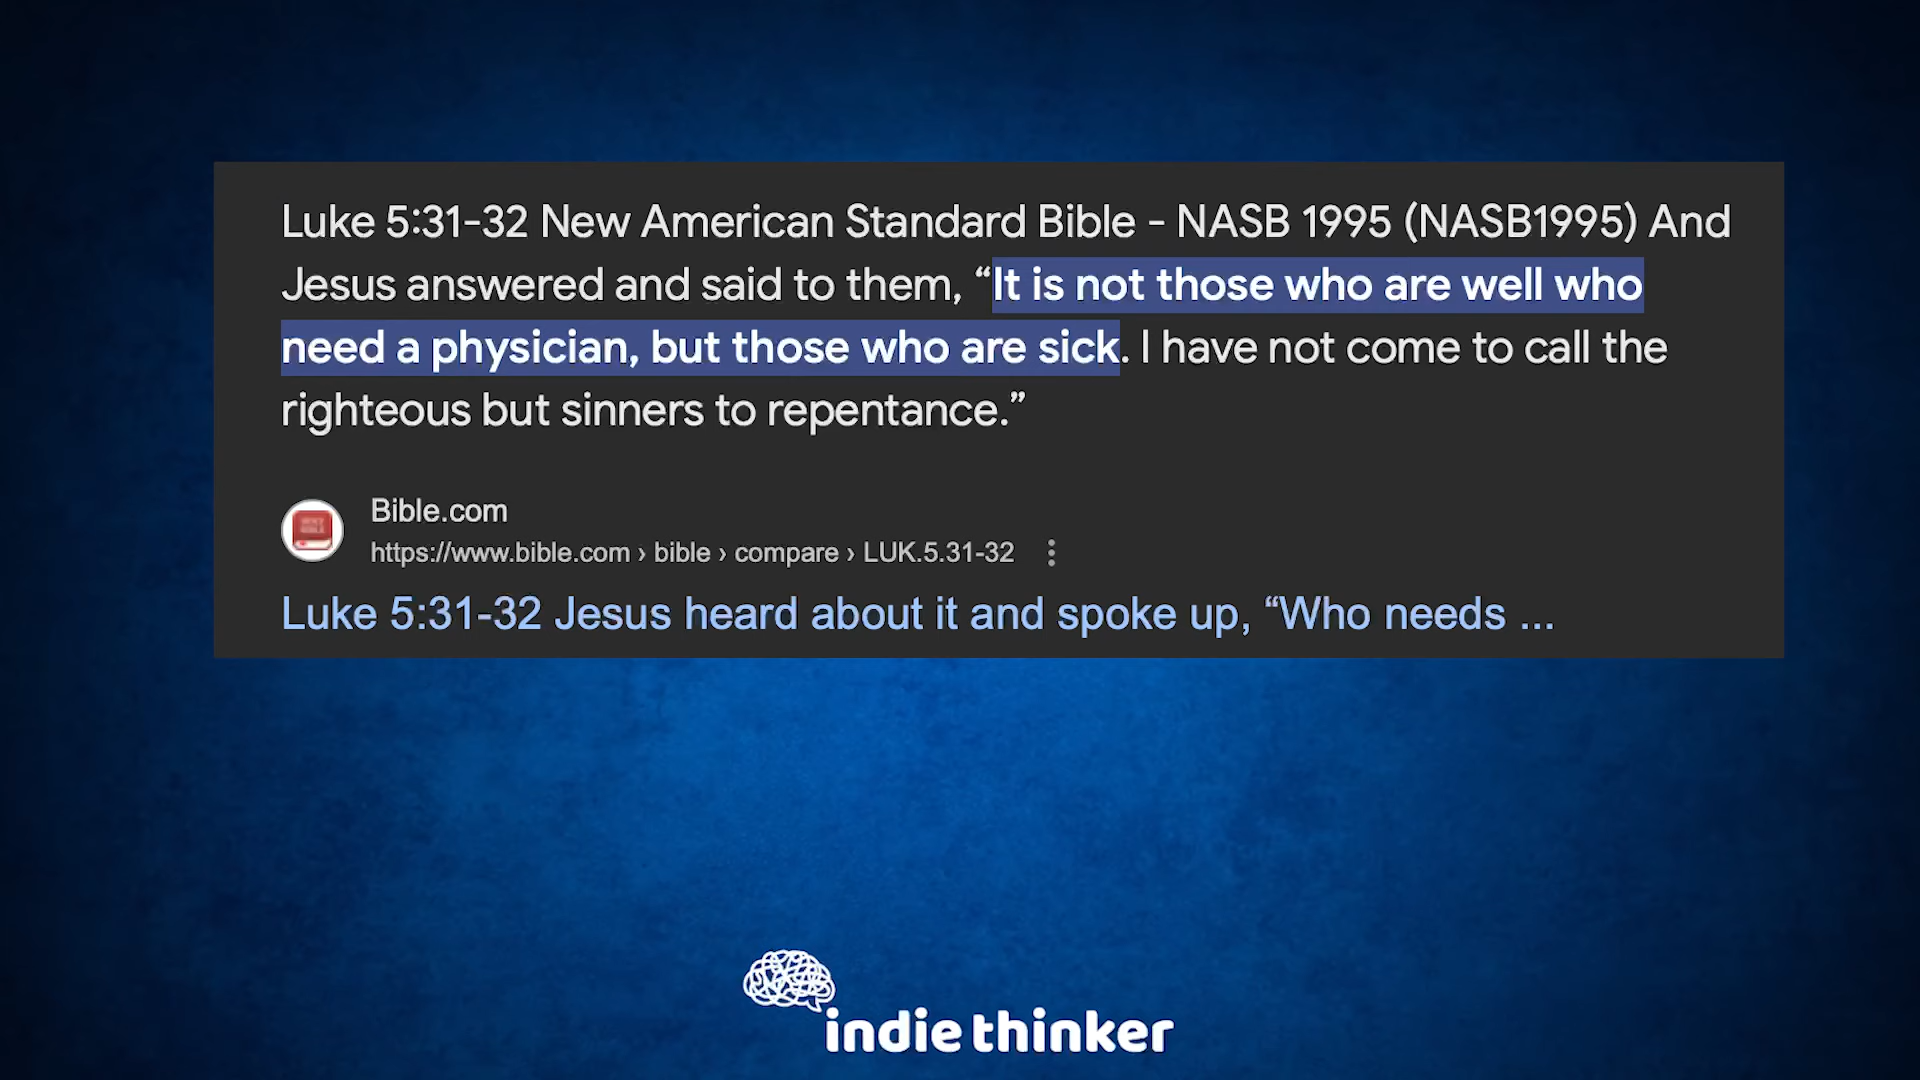 Luke 5:31-32 New American Standard Bible - NASB 1995 (NASB1995) And
Jesus answered and said to them, “It is not those who are well who
need a physician, but those who are sick. I have not come to call the
righteous but sinners to repentance.”
HOLY
BIBLE
Bible.com
https://www.bible.com › bible › compare › LUK.5.31-32
Luke 5:31-32 Jesus heard about it and spoke up, “Who needs ...
indie thinker